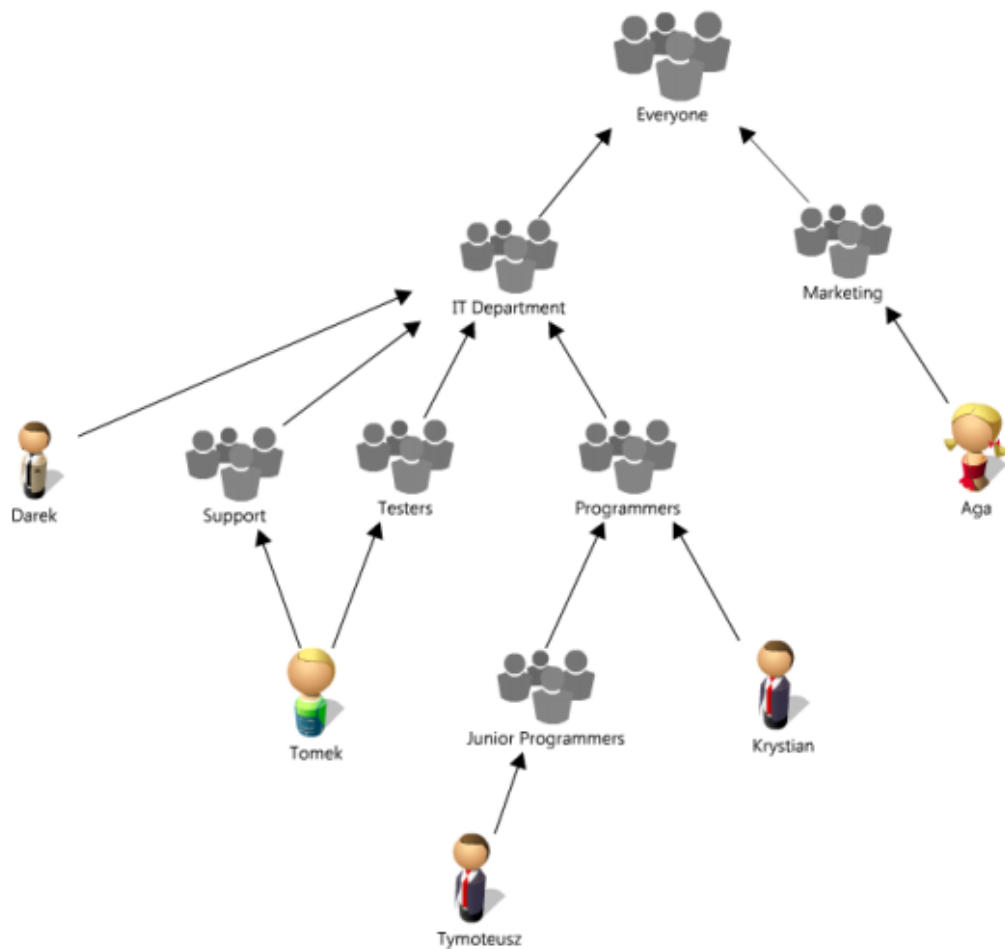 Everyone
IT Department
Marketing
Darek
Support
Testers
Programmers
Aga
Tomek
Junior Programmers
Krystian
Tymoteusz